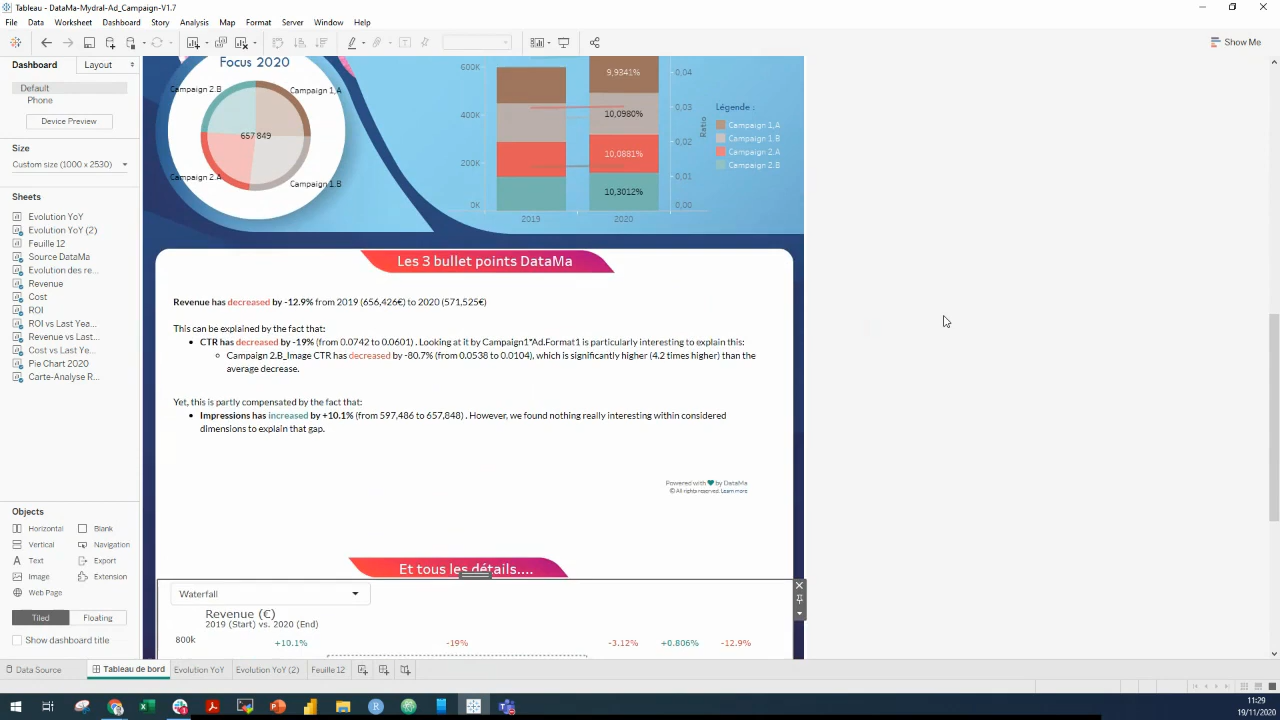 Tableau - DataMa-Mydral-Ad_Campaign-V1.7
File Data Worksheet Dashboard Story Analysis Map Format Server Window Help
Show Me
Dashboard Layout
Default
Phone
Device Preview
Size
Custom size (1000 x 2530)
Sheets
Evolution YoY
Evolution YoY (2)
Feuille 12
Source DataMa
Evolution des re...
Revenue
Cost
ROI
ROI vs Last Yea...
Revenue vs Last...
Cost vs Last Ye...
Pie Chart 2020
Carte-Analyse R...
Objects
Horizontal Blank
Vertical Navigation
Text Export
Image Extension
Web Page
Tiled Floating
Show dashboard title
Focus 2020
Campaign 2.B Campaign 1,A
657 849
Campaign 2.A Campaign 1.B
600K
400K
200K
0K
9,9341%
10,0980%
10,0881%
10,3012%
2019 2020
0,04
0,03
0,02
0,01
0,00
Ratio
Légende :
Campaign 1,A
Campaign 1.B
Campaign 2.A
Campaign 2.B
Les 3 bullet points DataMa
Revenue has decreased by -12.9% from 2019 (656,426€) to 2020 (571,525€)
This can be explained by the fact that:
• CTR has decreased by -19% (from 0.0742 to 0.0601) . Looking at it by Campaign1*Ad.Format1 is particularly interesting to explain this:
◦ Campaign 2.B_Image CTR has decreased by -80.7% (from 0.0538 to 0.0104), which is significantly higher (4.2 times higher) than the
average decrease.
Yet, this is partly compensated by the fact that:
• Impressions has increased by +10.1% (from 597,486 to 657,848) . However, we found nothing really interesting within considered
dimensions to explain that gap.
Powered with ♥ by DataMa
© All rights reserved. Learn more
Et tous les détails....
Waterfall
Revenue (€)
2019 (Start) vs. 2020 (End)
800k
+10.1% -19% -3.12% +0.806% -12.9%
Data Source Tableau de bord Evolution YoY Evolution YoY (2) Feuille 12
11:29
19/11/2020